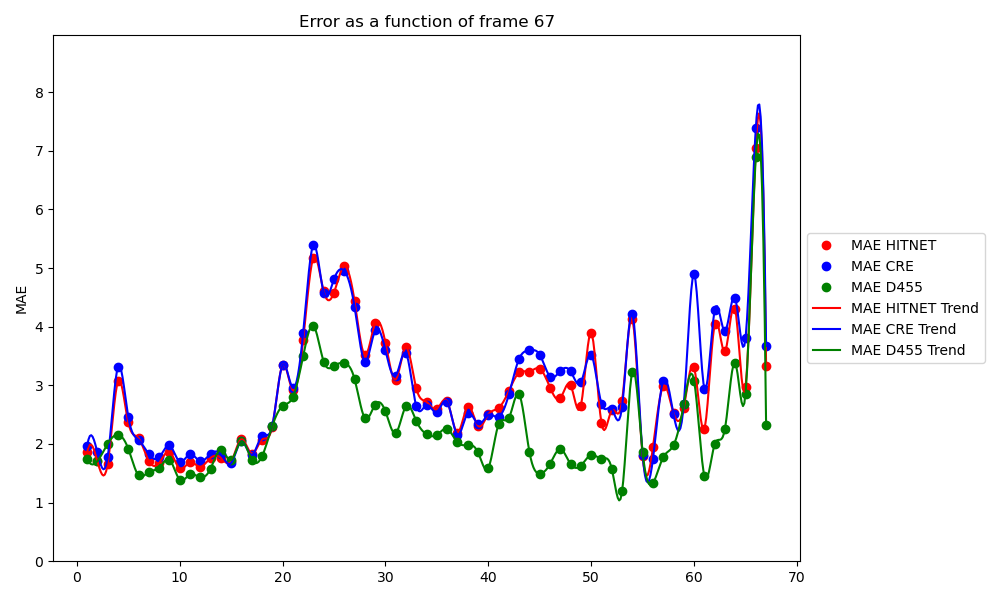 Error as a function of frame 67
MAE
8
7
6
5
4
3
2
1
0
0 10 20 30 40 50 60 70
MAE HITNET
MAE CRE
MAE D455
MAE HITNET Trend
MAE CRE Trend
MAE D455 Trend